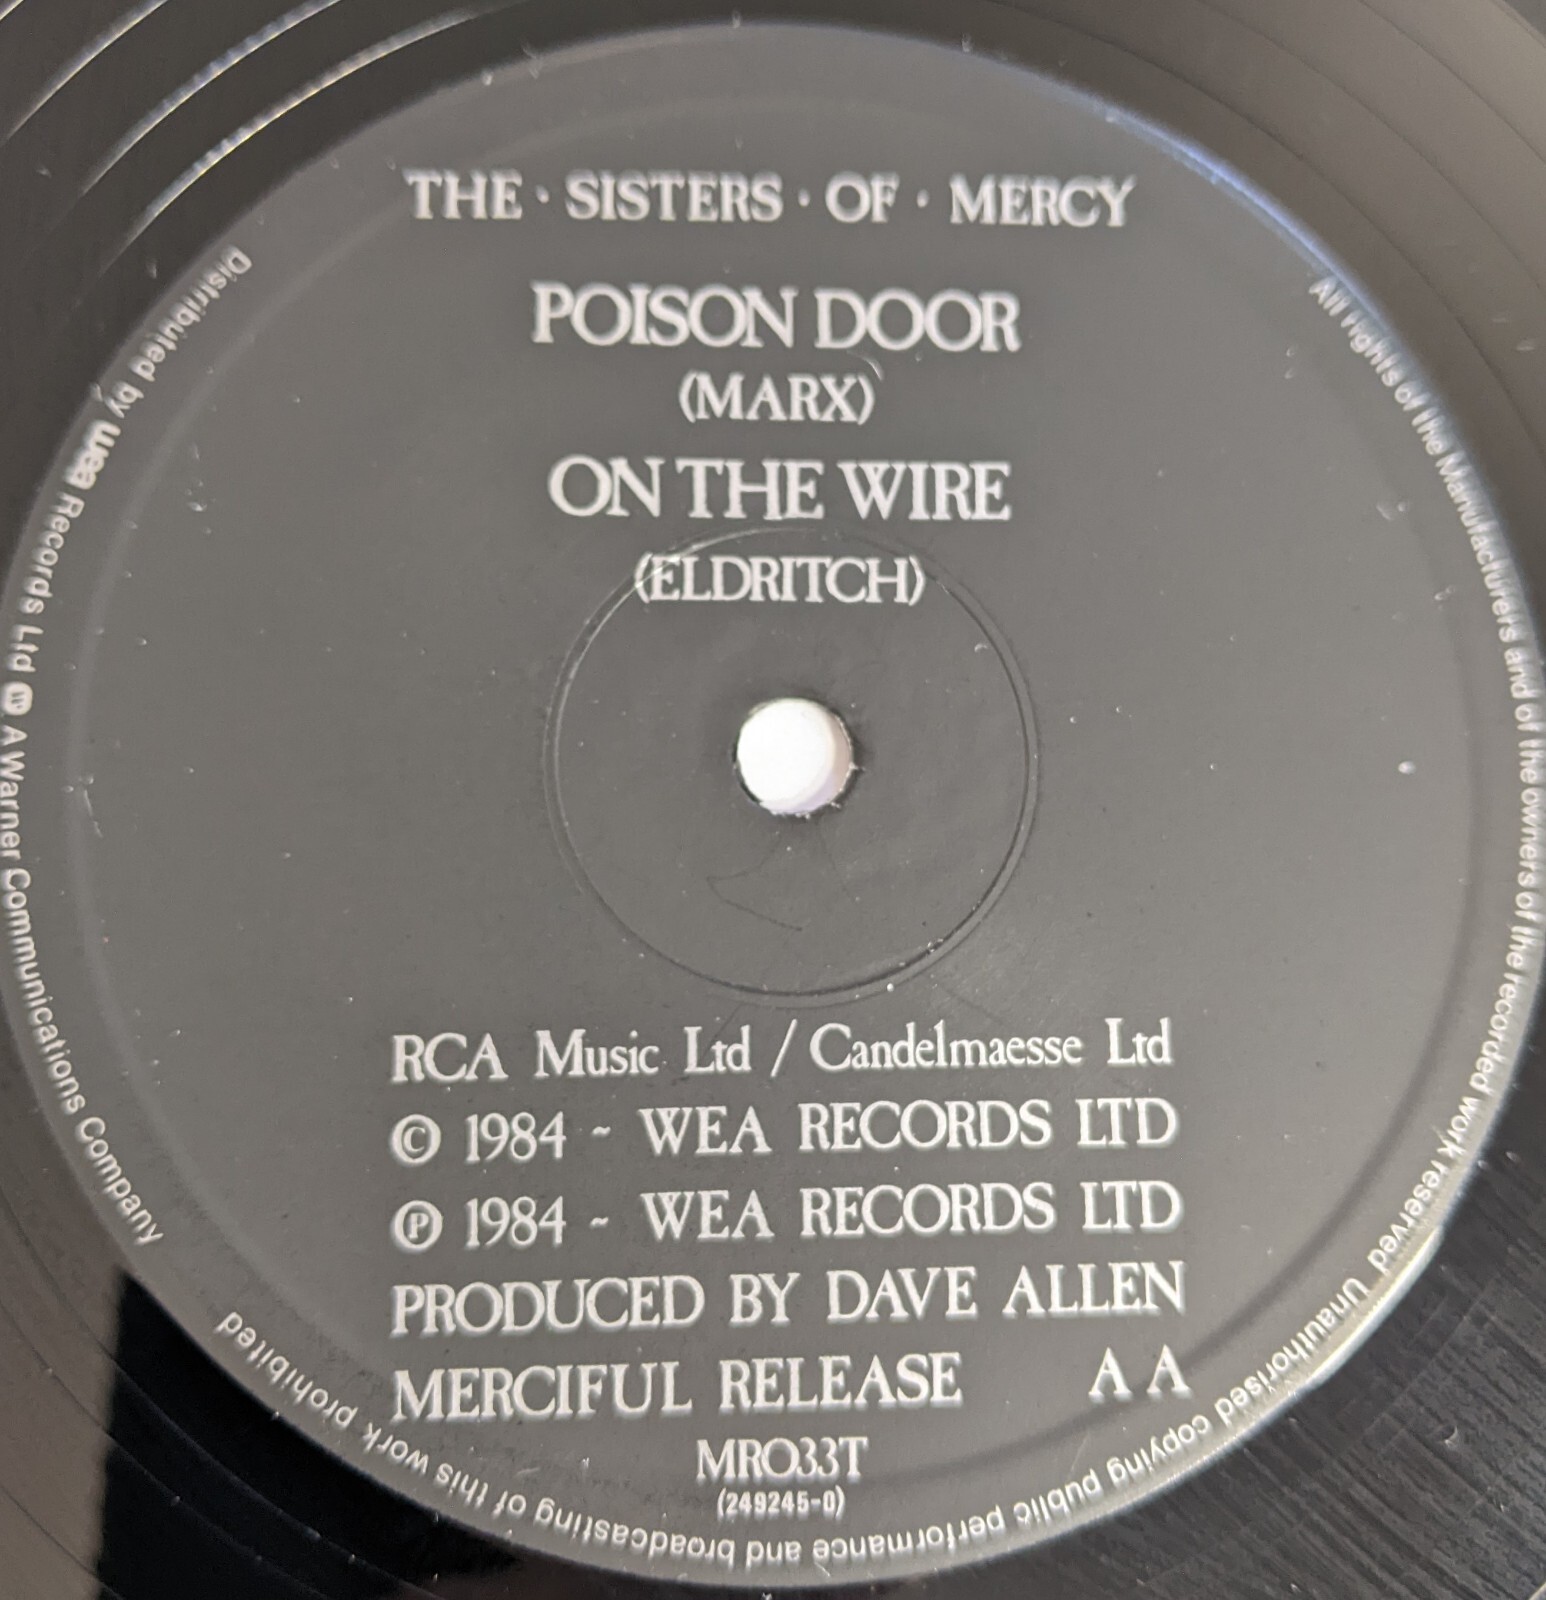 THE · SISTERS · OF · MERCY
POISON DOOR
(MARX)
ON THE WIRE
(ELDRITCH)
RCA Music Ltd / Candelmaesse Ltd
© 1984 - WEA RECORDS LTD
℗ 1984 - WEA RECORDS LTD
PRODUCED BY DAVE ALLEN
MERCIFUL RELEASE A A
MR033T
(249245-0)
Distributed by wea Records Ltd A Warner Communications Company
All rights of the Manufacturers and of the owners of the recorded work reserved Unauthorised copying public performance and broadcasting of this work prohibited